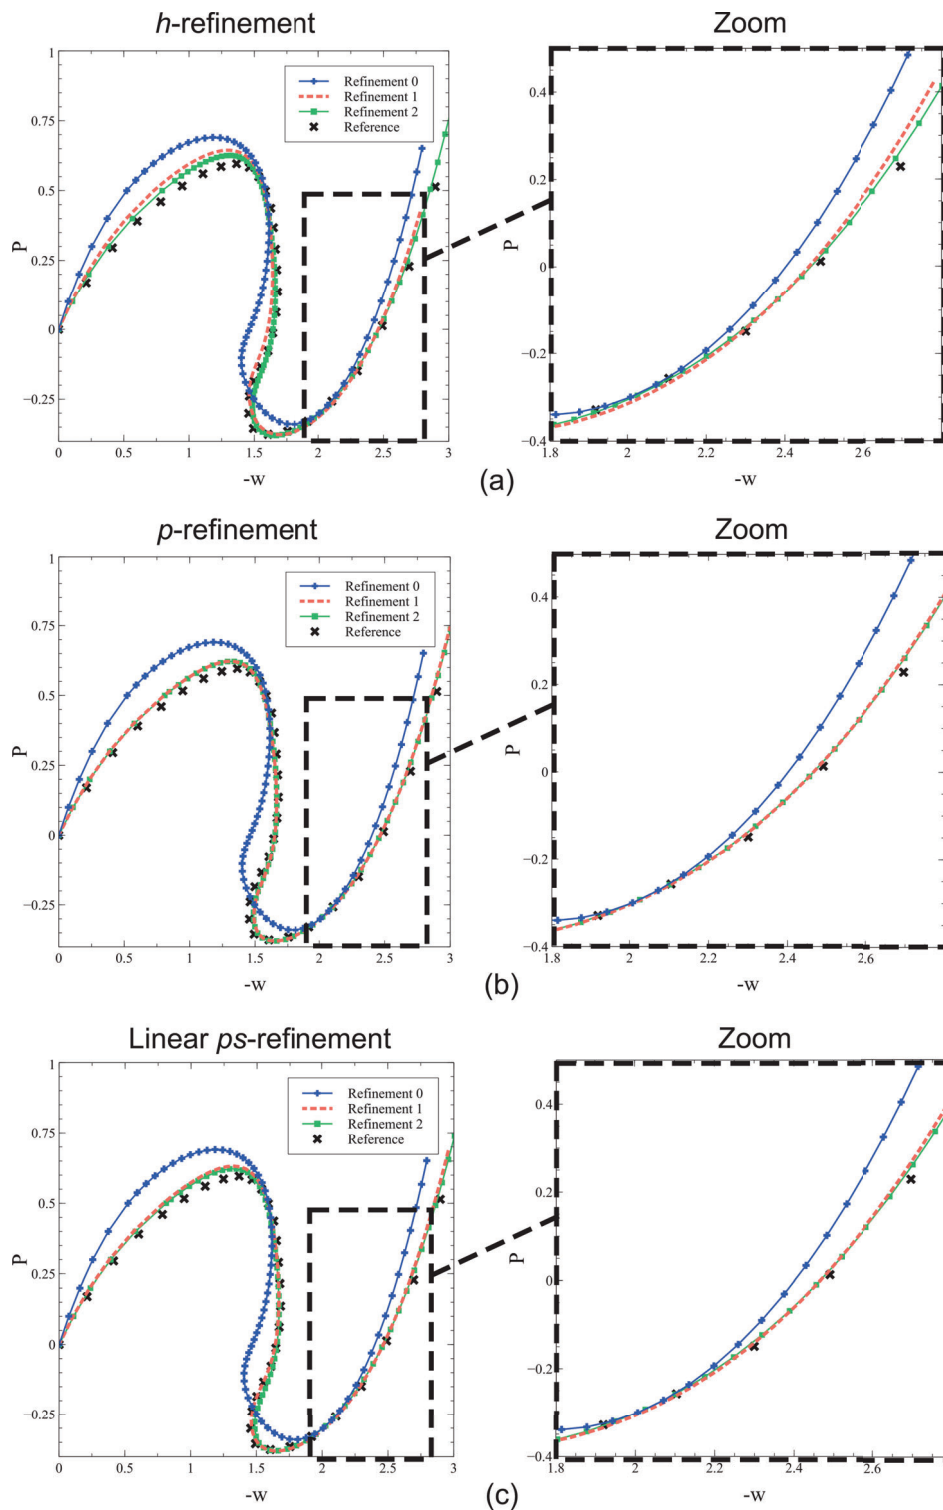 h-refinement
Zoom
1
0.75
0.5
0.25
0
−0.25
P
0
0.5
1
1.5
2
2.5
3
-w
Refinement 0
Refinement 1
Refinement 2
Reference
0.4
0.2
0
−0.2
−0.4
P
1.8
2
2.2
2.4
2.6
-w
(a)
p-refinement
Zoom
1
0.75
0.5
0.25
0
−0.25
P
0
0.5
1
1.5
2
2.5
3
-w
Refinement 0
Refinement 1
Refinement 2
Reference
0.4
0.2
0
−0.2
−0.4
P
1.8
2
2.2
2.4
2.6
-w
(b)
Linear ps-refinement
Zoom
1
0.75
0.5
0.25
0
−0.25
P
0
0.5
1
1.5
2
2.5
3
-w
Refinement 0
Refinement 1
Refinement 2
Reference
0.4
0.2
0
−0.2
−0.4
P
1.8
2
2.2
2.4
2.6
-w
(c)